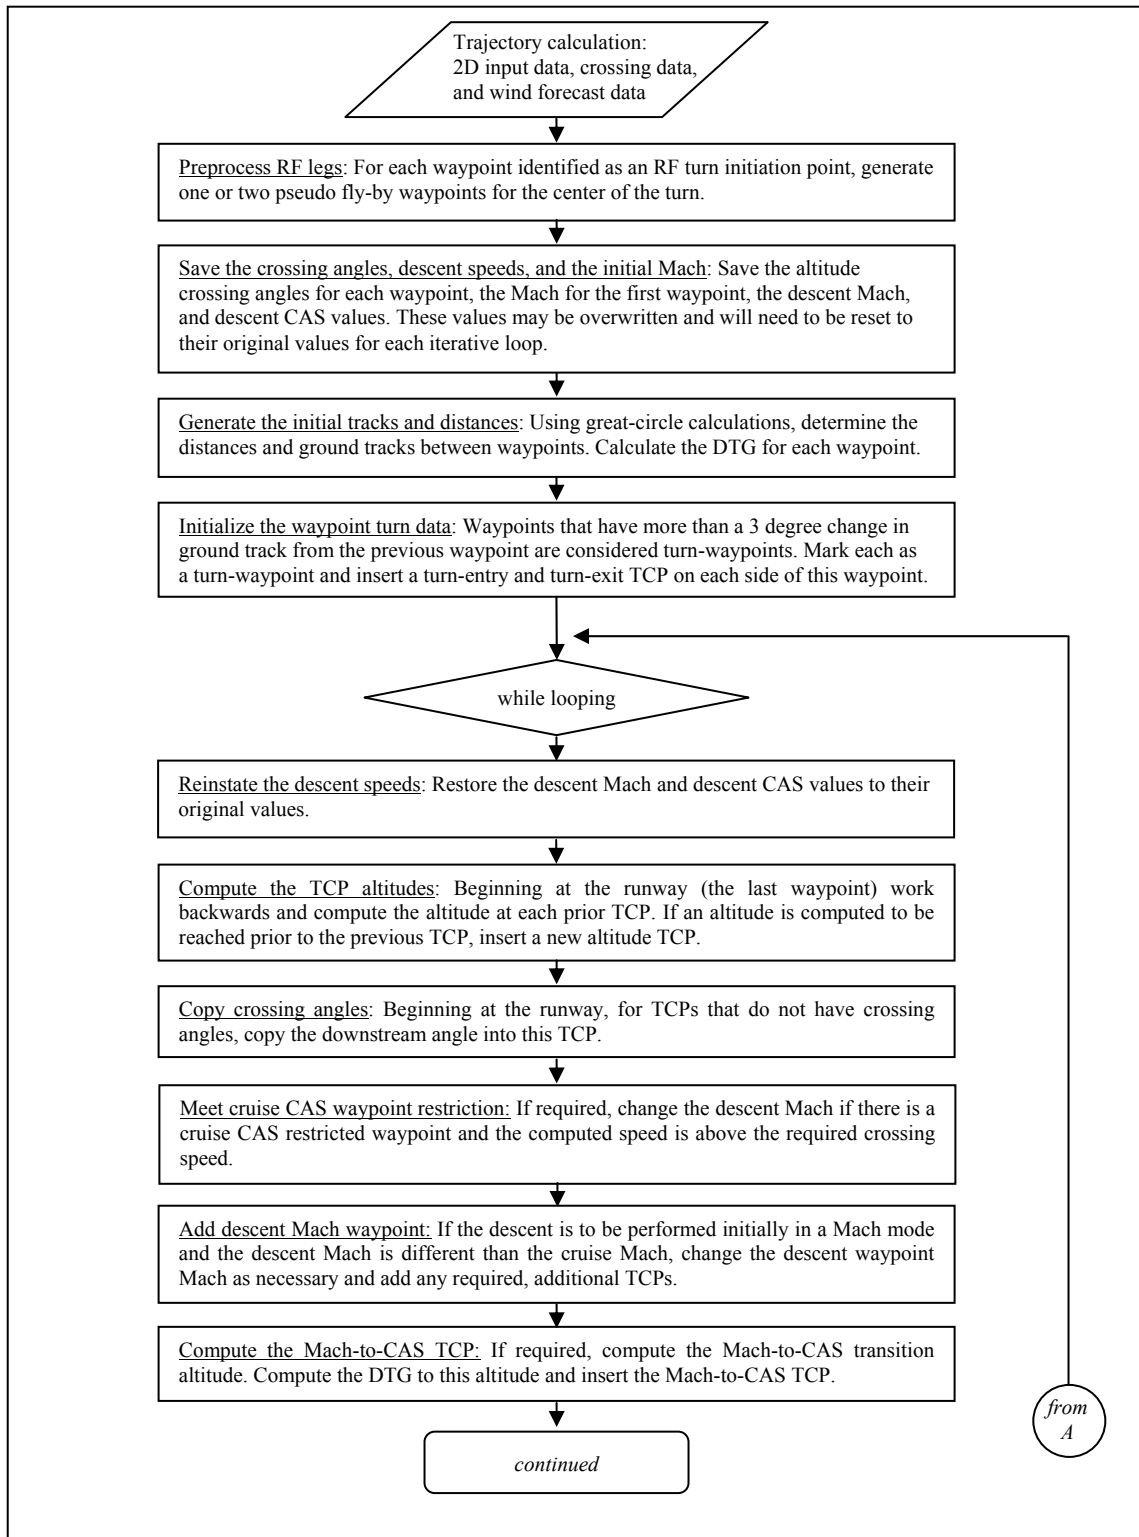 Trajectory calculation:
2D input data, crossing data,
and wind forecast data
Preprocess RF legs: For each waypoint identified as an RF turn initiation point, generate
one or two pseudo fly-by waypoints for the center of the turn.
Save the crossing angles, descent speeds, and the initial Mach: Save the altitude
crossing angles for each waypoint, the Mach for the first waypoint, the descent Mach,
and descent CAS values. These values may be overwritten and will need to be reset to
their original values for each iterative loop.
Generate the initial tracks and distances: Using great-circle calculations, determine the
distances and ground tracks between waypoints. Calculate the DTG for each waypoint.
Initialize the waypoint turn data: Waypoints that have more than a 3 degree change in
ground track from the previous waypoint are considered turn-waypoints. Mark each as
a turn-waypoint and insert a turn-entry and turn-exit TCP on each side of this waypoint.
while looping
Reinstate the descent speeds: Restore the descent Mach and descent CAS values to their
original values.
Compute the TCP altitudes: Beginning at the runway (the last waypoint) work
backwards and compute the altitude at each prior TCP. If an altitude is computed to be
reached prior to the previous TCP, insert a new altitude TCP.
Copy crossing angles: Beginning at the runway, for TCPs that do not have crossing
angles, copy the downstream angle into this TCP.
Meet cruise CAS waypoint restriction: If required, change the descent Mach if there is a
cruise CAS restricted waypoint and the computed speed is above the required crossing
speed.
Add descent Mach waypoint: If the descent is to be performed initially in a Mach mode
and the descent Mach is different than the cruise Mach, change the descent waypoint
Mach as necessary and add any required, additional TCPs.
Compute the Mach-to-CAS TCP: If required, compute the Mach-to-CAS transition
altitude. Compute the DTG to this altitude and insert the Mach-to-CAS TCP.
from
A
continued